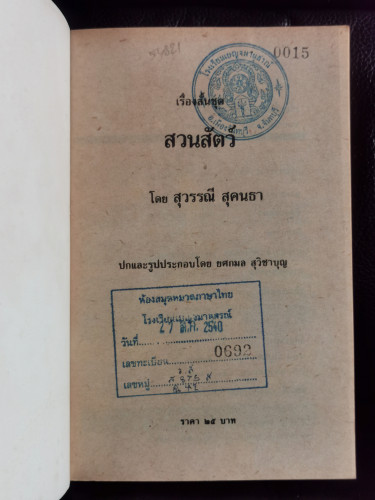 0015
เรื่องสั้นชุด
สวนสัตว์
โดย สุวรรณี สุคนธา
ปกและรูปประกอบโดย ยศกมล สุวิชาบุญ
ห้องสมุดหมวดภาษาไทย
วันที่
2540
เลขทะเบียน 0692
เลขหมู่
ราคา ๒๕ บาท